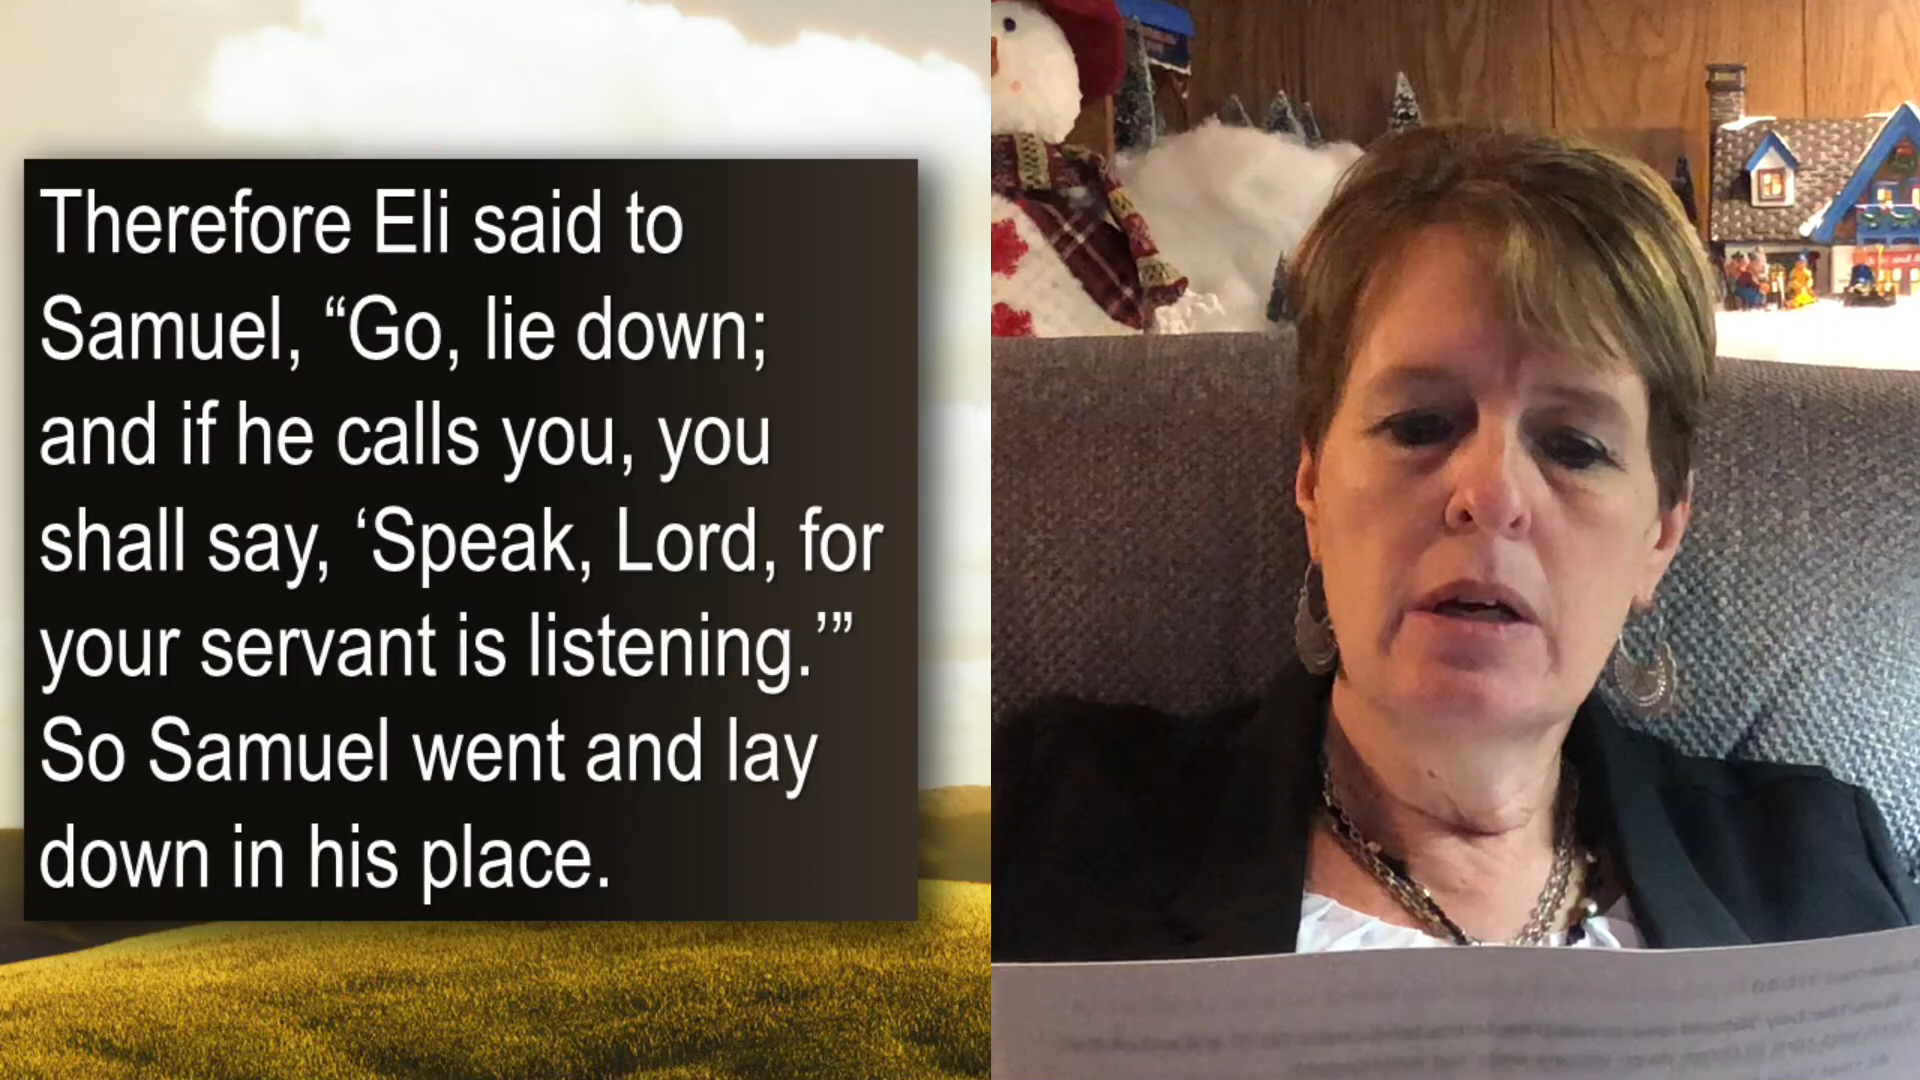 Therefore Eli said to
Samuel, “Go, lie down;
and if he calls you, you
shall say, ‘Speak, Lord, for
your servant is listening.’”
So Samuel went and lay
down in his place.